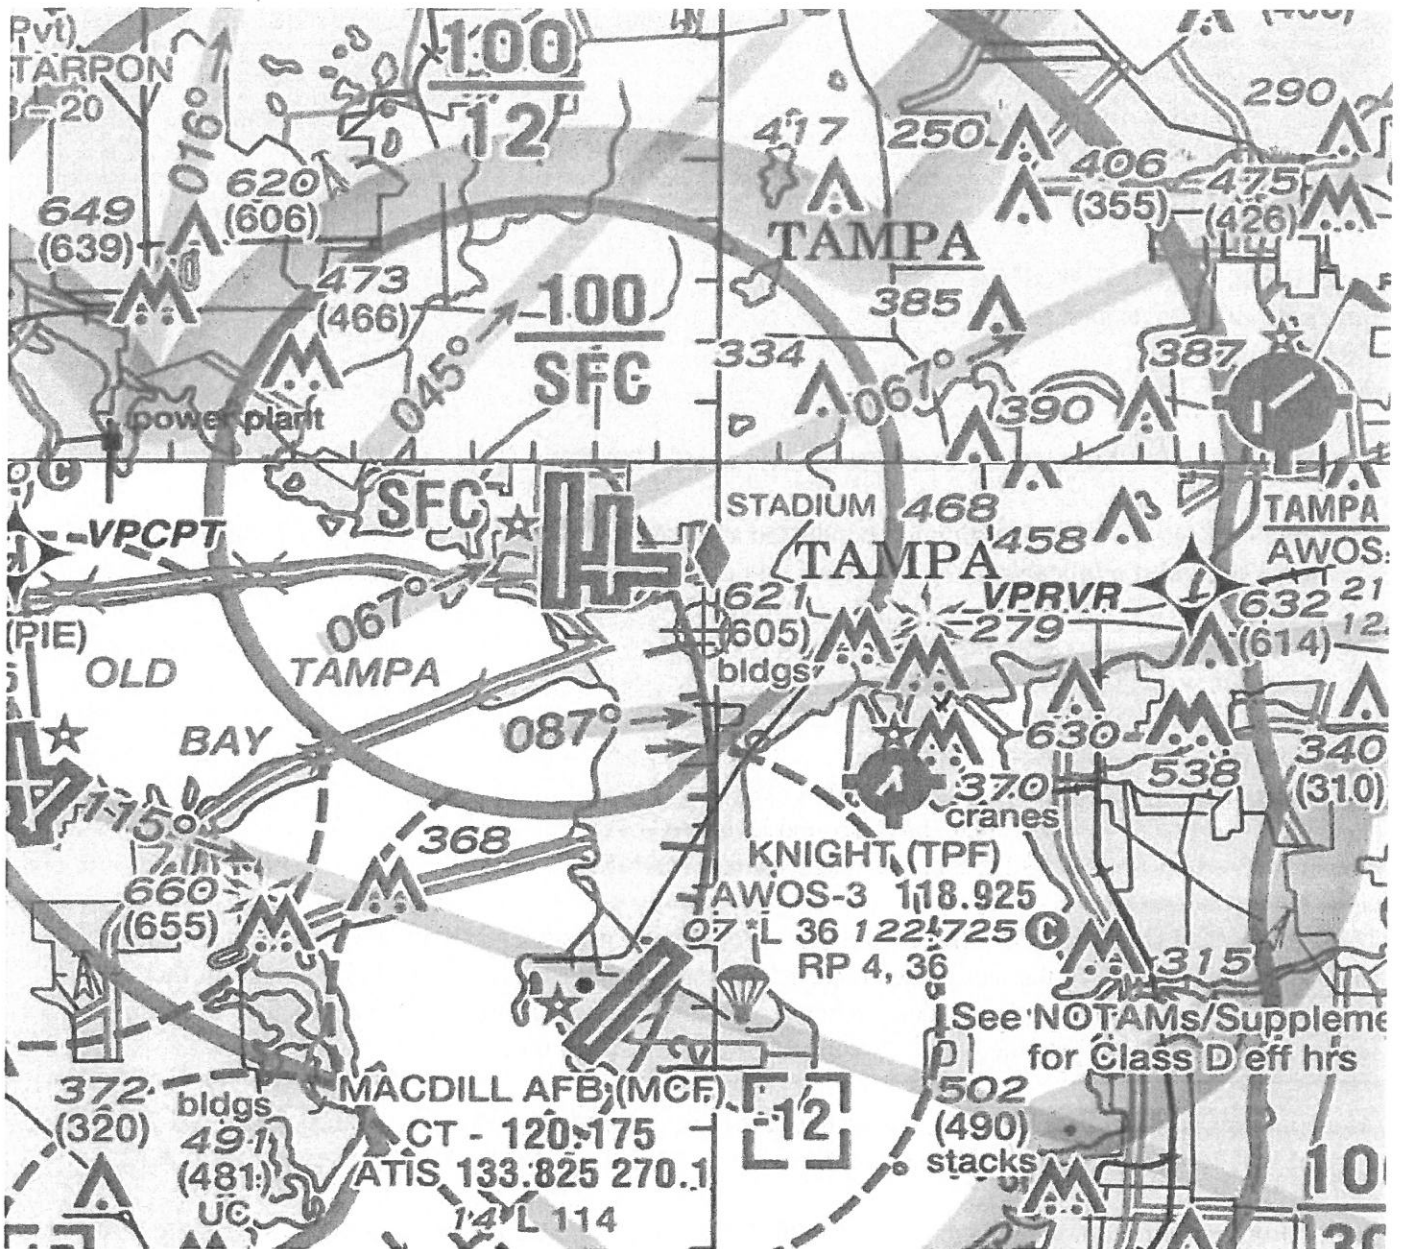 Pvt)
TARPON
3 - 20
016°
100
12
417
250
290
406
(355)
475
(426)
620
(606)
649
(639)
TAMPA
473
(466)
100
SFC
385
334
387
045°
067°
390
power plant
C
SFC
STADIUM
468
458
TAMPA
AWOS-
21
VPCPT
TAMPA
VPRVR
067°
621
(605)
bldgs
279
632
(614)
(PIE)
OLD TAMPA
BAY
087°
630
538
340
(310)
115°
368
370
cranes
KNIGHT (TPF)
AWOS-3 118.925
07 *L 36 122.725 C
RP 4, 36
660
(655)
315
See NOTAMs/Suppleme
for Class D eff hrs
372
(320)
bldgs
491
(481)
UC
MACDILL AFB (MCF)
CT - 120.175
ATIS 133.825 270.1
14 L 114
-12
502
(490)
stacks
10
30